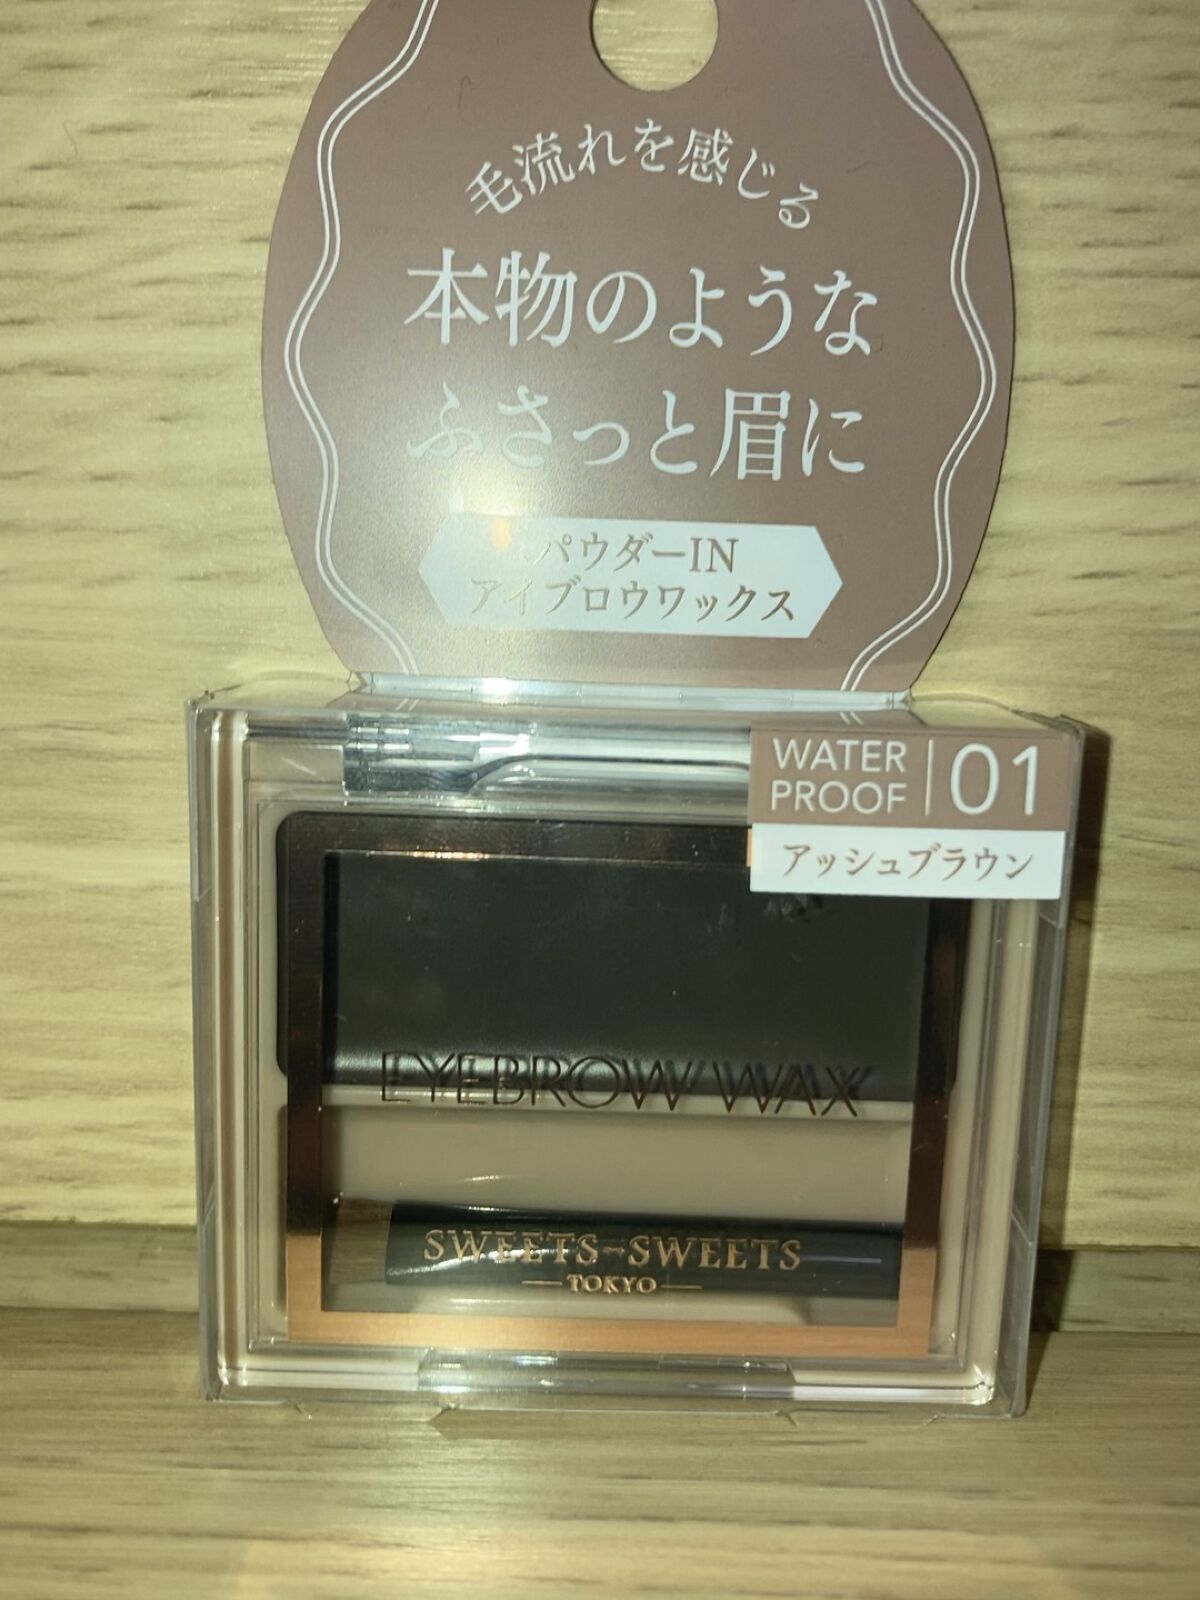 毛流れを感じる
本物のような
ふさっと眉に
パウダーIN
アイブロウワックス
WATER
PROOF
01
アッシュブラウン
EYEBROW WAX
SWEETS~SWEETS
TOKYO